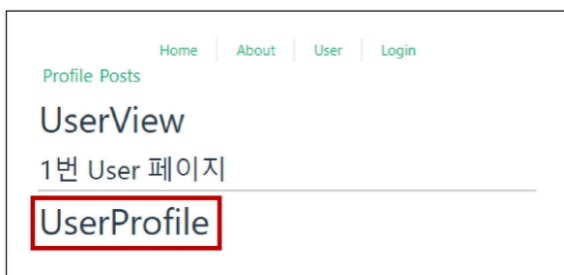 Home About User Login
Profile Posts
UserView
1번 User 페이지
UserProfile